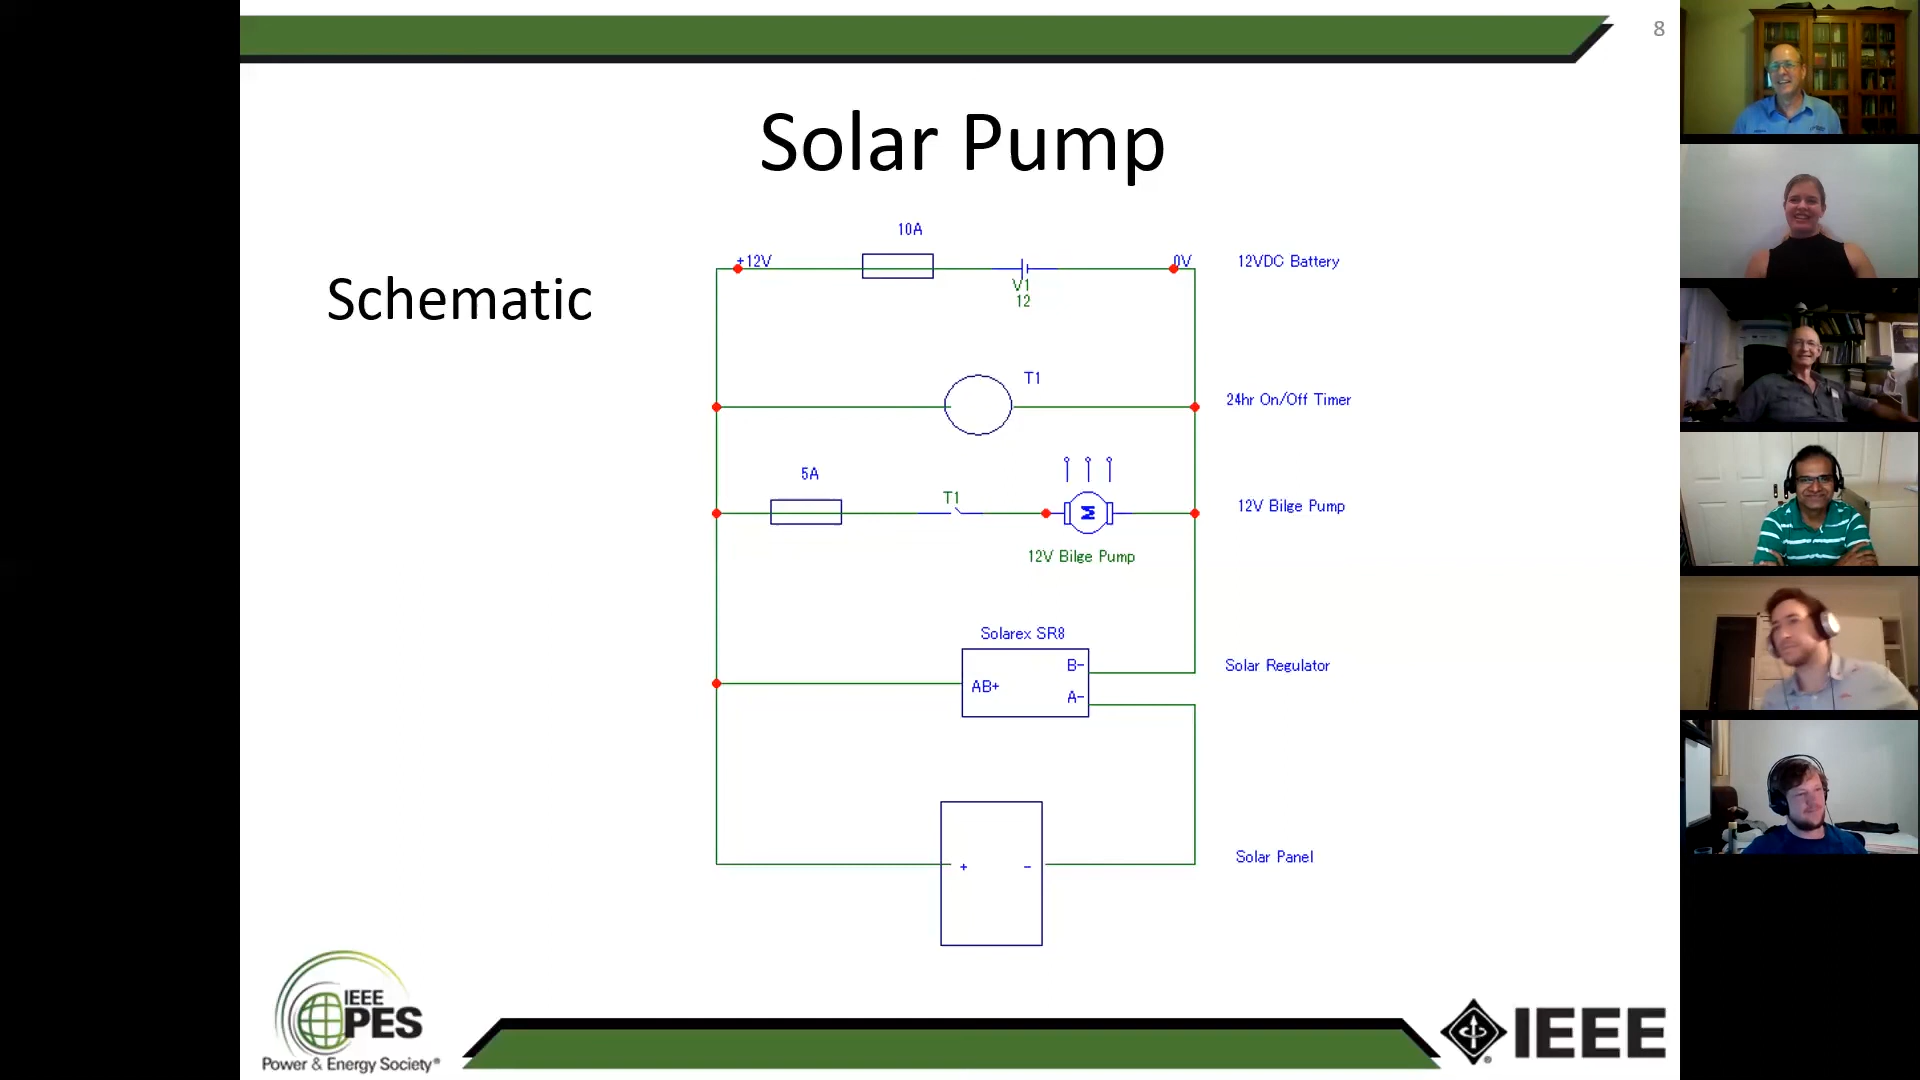 8
Solar Pump
Schematic
10A
+12V
0V
12VDC Battery
V1
12
T1
24hr On/Off Timer
5A
T1
M
12V Bilge Pump
12V Bilge Pump
Solarex SR8
B-
AB+
A-
Solar Regulator
+
-
Solar Panel
IEEE
PES
Power & Energy Society®
IEEE